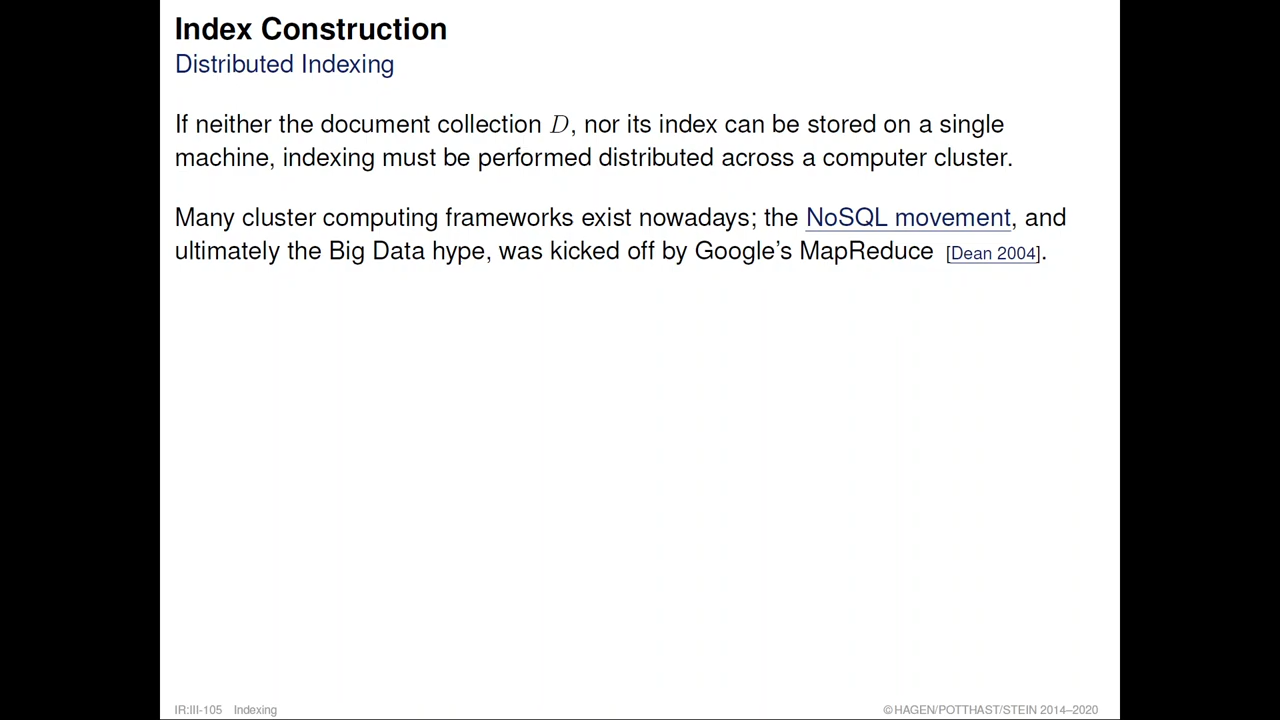 Index Construction
Distributed Indexing
If neither the document collection D, nor its index can be stored on a single
machine, indexing must be performed distributed across a computer cluster.
Many cluster computing frameworks exist nowadays; the NoSQL movement, and
ultimately the Big Data hype, was kicked off by Google's MapReduce [Dean 2004].
IR:III-105 Indexing ©HAGEN/POTTHAST/STEIN 2014–2020